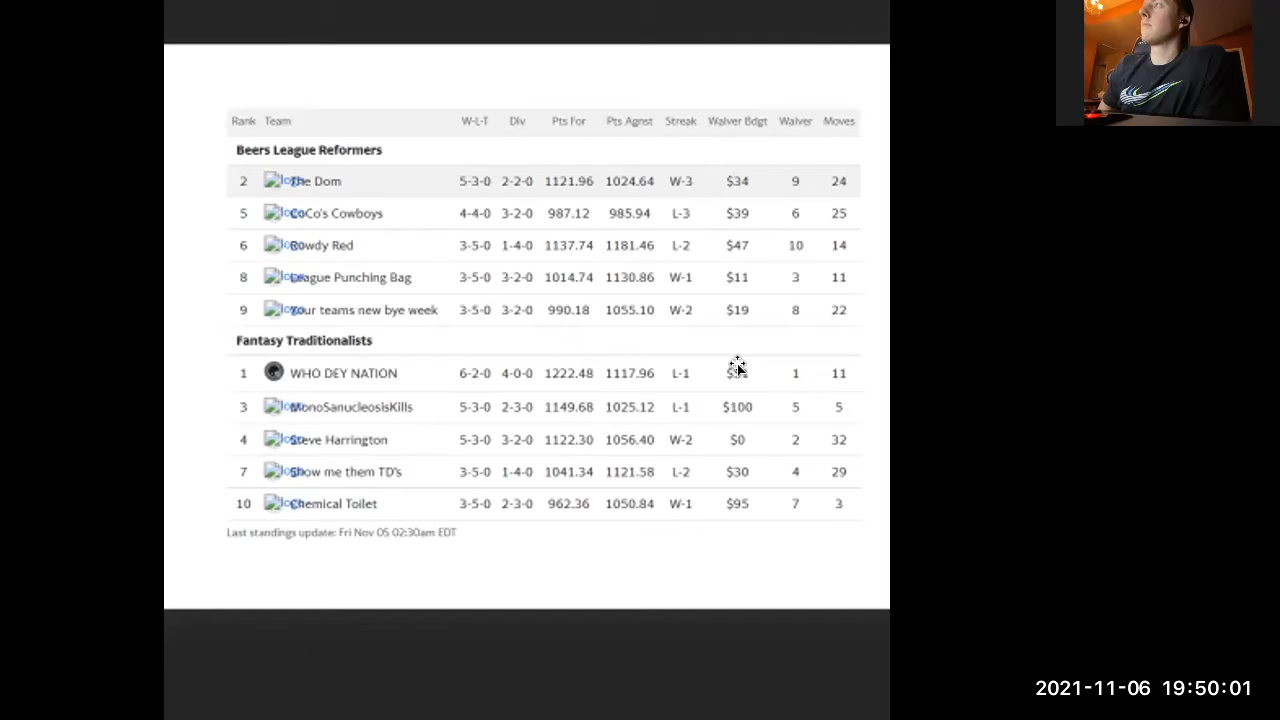 Rank Team W-L-T Div Pts For Pts Agnst Streak Waiver Bdgt Waiver Moves
Beers League Reformers
2 The Dom 5-3-0 2-2-0 1121.96 1024.64 W-3 $34 9 24
5 CoCo's Cowboys 4-4-0 3-2-0 987.12 985.94 L-3 $39 6 25
6 Rowdy Red 3-5-0 1-4-0 1137.74 1181.46 L-2 $47 10 14
8 League Punching Bag 3-5-0 3-2-0 1014.74 1130.86 W-1 $11 3 11
9 Your teams new bye week 3-5-0 3-2-0 990.18 1055.10 W-2 $19 8 22
Fantasy Traditionalists
1 WHO DEY NATION 6-2-0 4-0-0 1222.48 1117.96 L-1 1 11
3 MonoSanucleosisKills 5-3-0 2-3-0 1149.68 1025.12 L-1 $100 5 5
4 Steve Harrington 5-3-0 3-2-0 1122.30 1056.40 W-2 $0 2 32
7 Show me them TD's 3-5-0 1-4-0 1041.34 1121.58 L-2 $30 4 29
10 Chemical Toilet 3-5-0 2-3-0 962.36 1050.84 W-1 $95 7 3
Last standings update: Fri Nov 05 02:30am EDT
2021-11-06 19:50:01